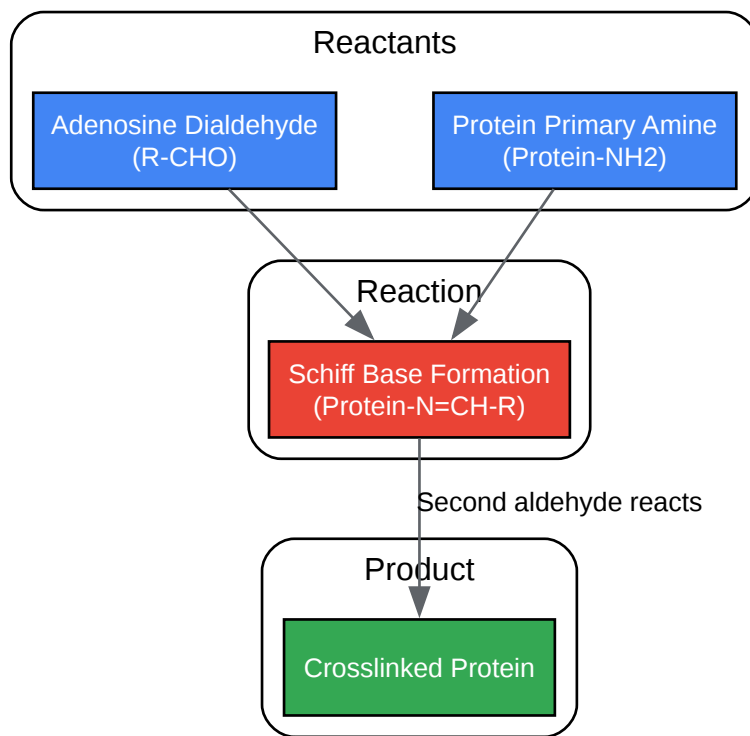 Reactants
Adenosine Dialdehyde
(R-CHO)
Protein Primary Amine
(Protein-NH2)
Reaction
Schiff Base Formation
(Protein-N=CH-R)
Second aldehyde reacts
Product
Crosslinked Protein